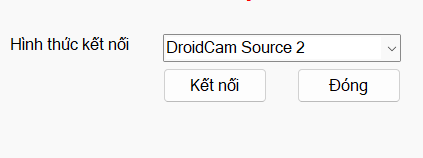 Hình thức kết nối DroidCam Source 2
Kết nối Đóng